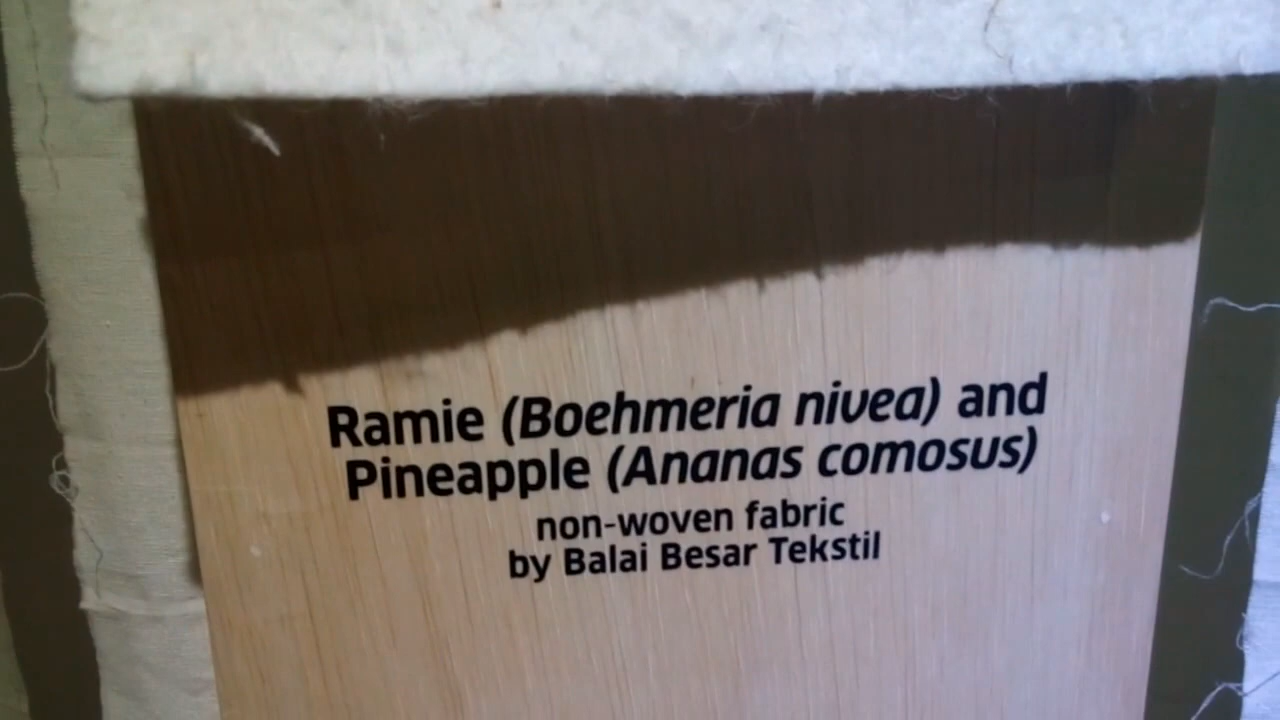 Ramie (Boehmeria nivea) and
Pineapple (Ananas comosus)
non-woven fabric
by Balai Besar Tekstil